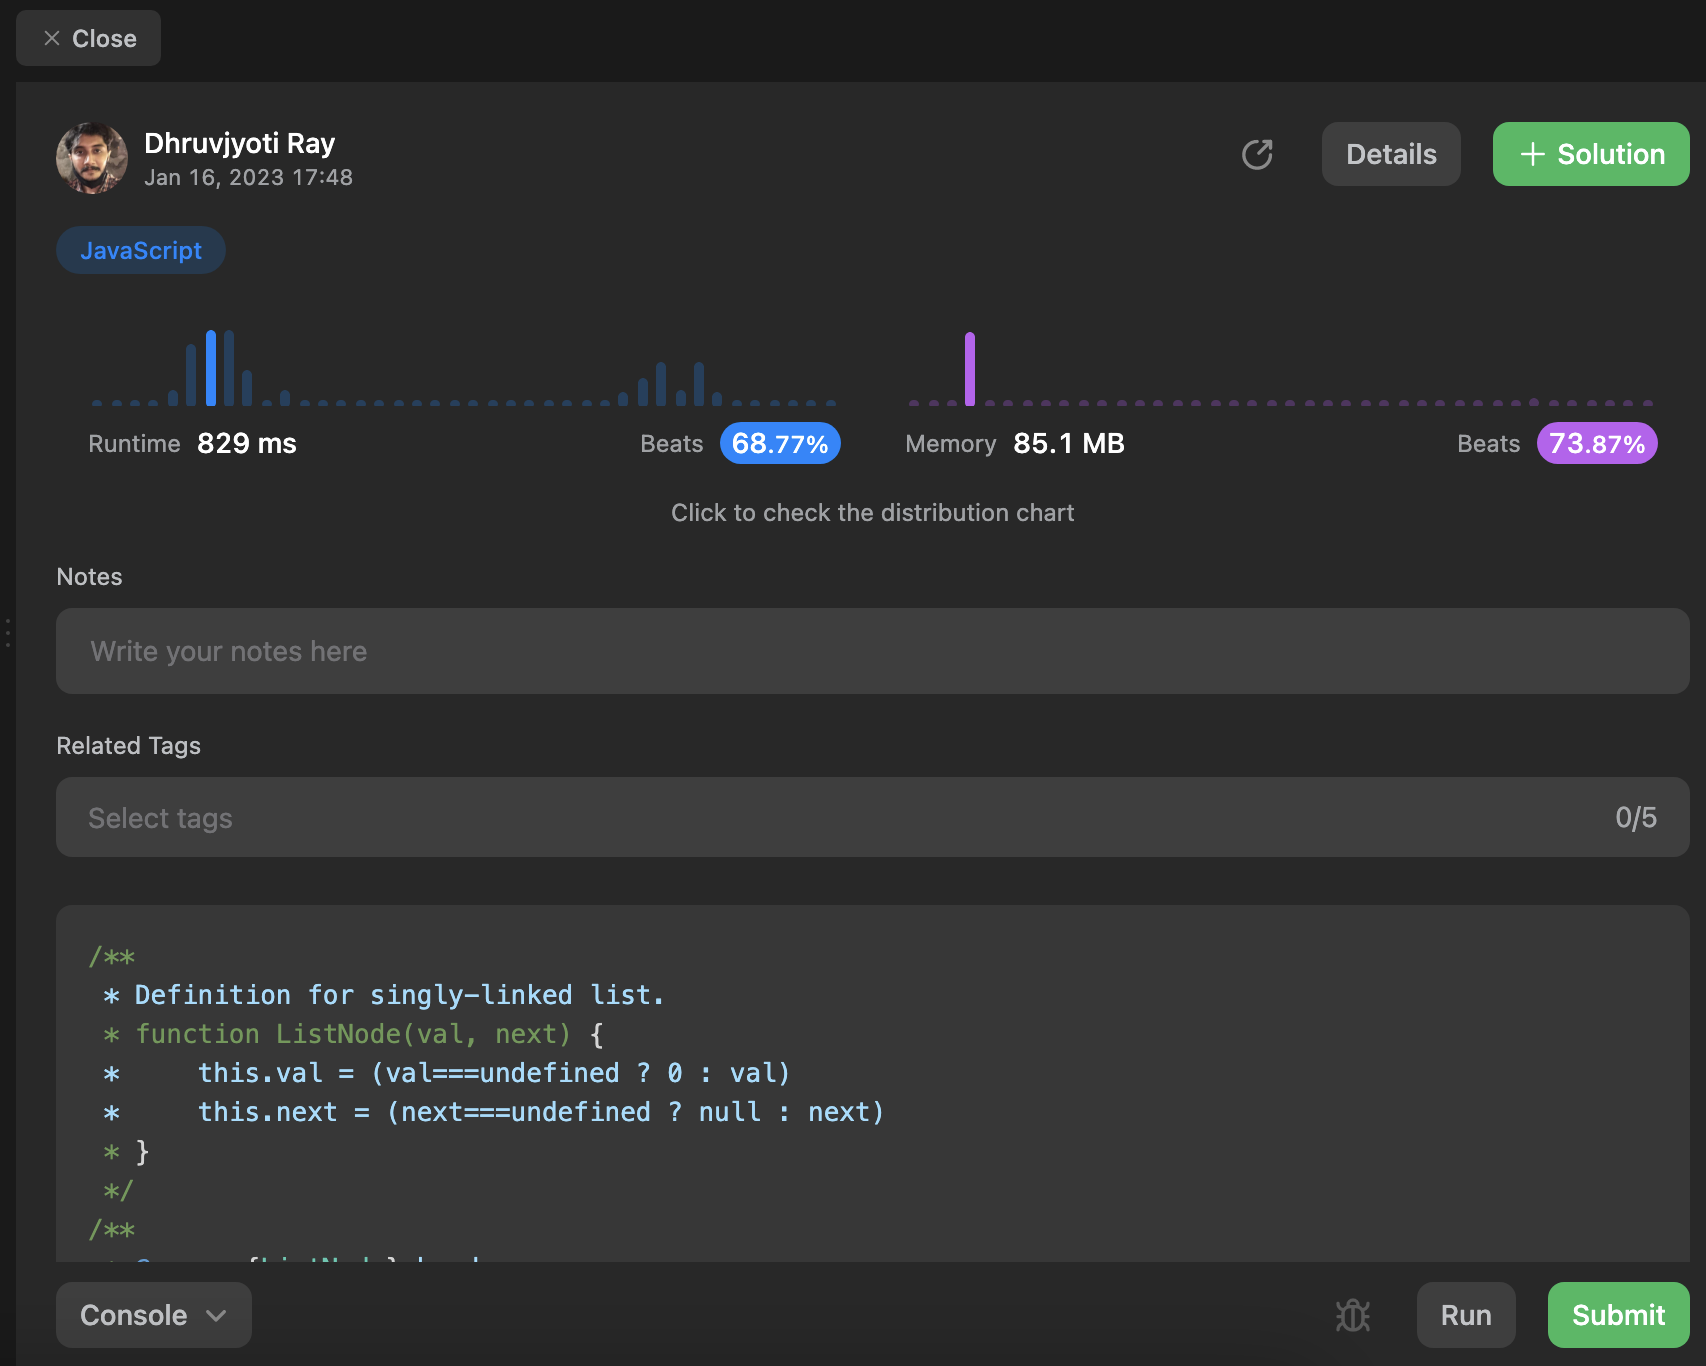 Close
Dhruvjyoti Ray
Jan 16, 2023 17:48
Details
+ Solution
JavaScript
Runtime 829 ms
Beats 68.77%
Memory 85.1 MB
Beats 73.87%
Click to check the distribution chart
Notes
Write your notes here
Related Tags
Select tags
0/5
/**
 * Definition for singly-linked list.
 * function ListNode(val, next) {
 *     this.val = (val===undefined ? 0 : val)
 *     this.next = (next===undefined ? null : next)
 * }
 */
/**
Console
Run
Submit